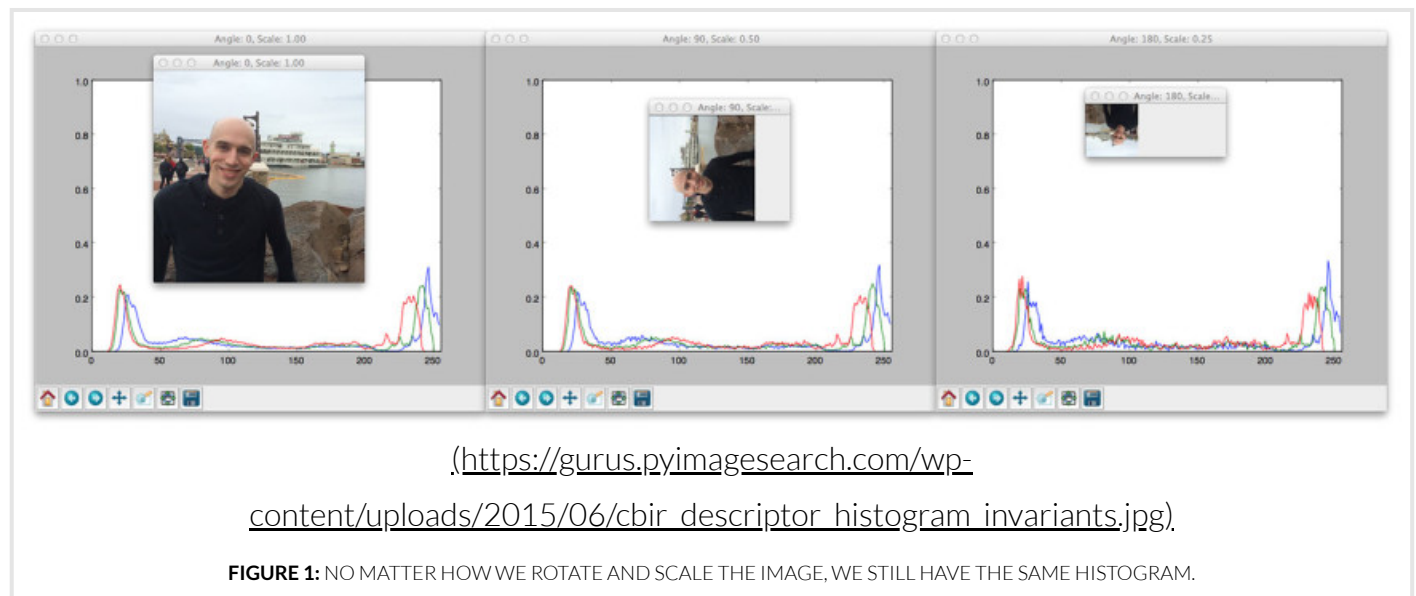 Angle: 0, Scale: 1.00
Angle: 90, Scale: 0.50
Angle: 180, Scale: 0.25
Angle: 0, Scale: 1.00
Angle: 90, Scale:...
Angle: 180, Scale...
1.0
0.8
0.6
0.4
0.2
0.0
0 50 100 150 200 250
1.0
0.8
0.6
0.4
0.2
0.0
0 50 100 150 200 250
1.0
0.8
0.6
0.4
0.2
0.0
0 50 100 150 200 250
(https://gurus.pyimagesearch.com/wp-
content/uploads/2015/06/cbir_descriptor_histogram_invariants.jpg)
FIGURE 1: NO MATTER HOW WE ROTATE AND SCALE THE IMAGE, WE STILL HAVE THE SAME HISTOGRAM.